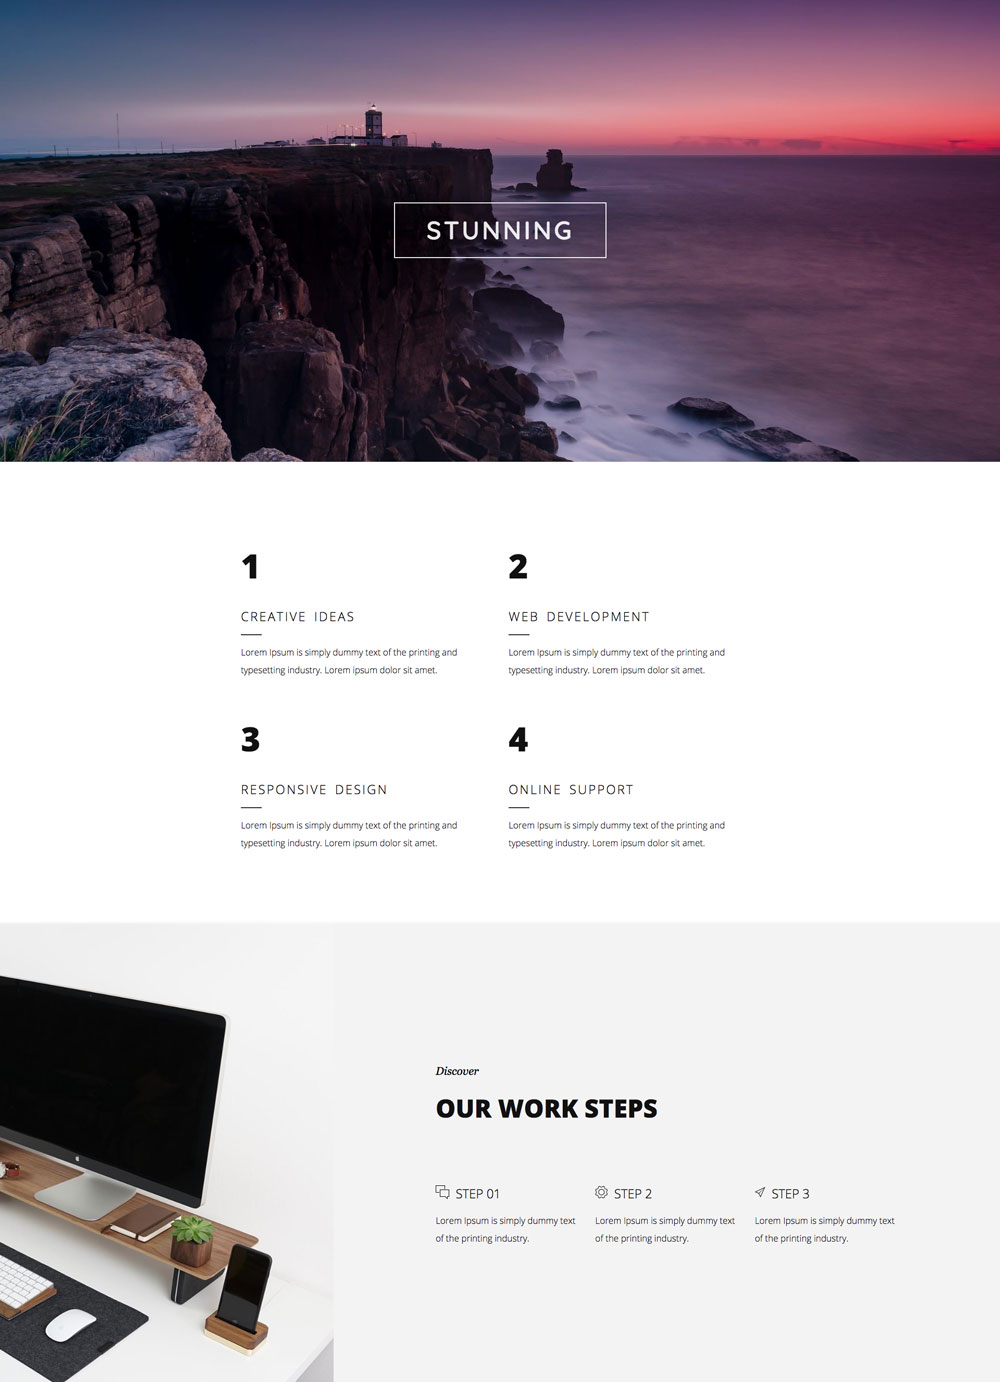 STUNNING
1
CREATIVE IDEAS
Lorem Ipsum is simply dummy text of the printing and
typesetting industry. Lorem ipsum dolor sit amet.
2
WEB DEVELOPMENT
Lorem Ipsum is simply dummy text of the printing and
typesetting industry. Lorem ipsum dolor sit amet.
3
RESPONSIVE DESIGN
Lorem Ipsum is simply dummy text of the printing and
typesetting industry. Lorem ipsum dolor sit amet.
4
ONLINE SUPPORT
Lorem Ipsum is simply dummy text of the printing and
typesetting industry. Lorem ipsum dolor sit amet.
Discover
OUR WORK STEPS
STEP 01
Lorem Ipsum is simply dummy text
of the printing industry.
STEP 2
Lorem Ipsum is simply dummy text
of the printing industry.
STEP 3
Lorem Ipsum is simply dummy text
of the printing industry.